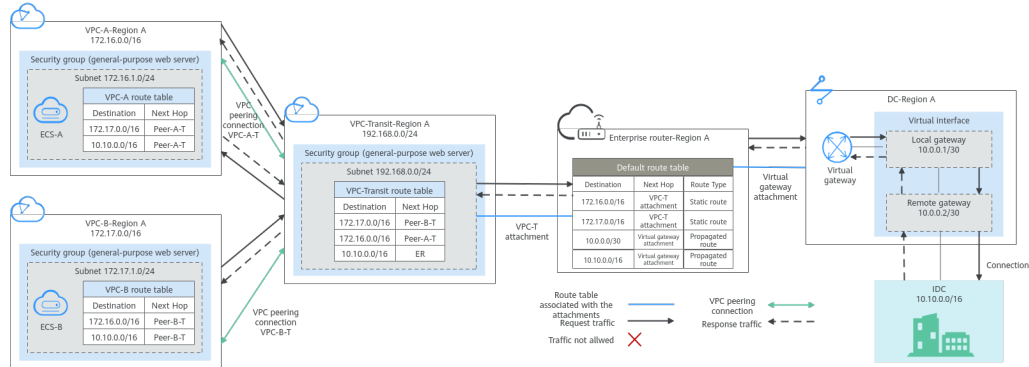 VPC-A-Region A
172.16.0.0/16
Security group (general-purpose web server)
Subnet 172.16.1.0/24
VPC-A route table
Destination Next Hop
172.17.0.0/16 Peer-A-T
10.10.0.0/16 Peer-A-T
ECS-A
VPC
peering
connection
VPC-A-T
VPC-B-Region A
172.17.0.0/16
Security group (general-purpose web server)
Subnet 172.17.1.0/24
VPC-B route table
Destination Next Hop
172.16.0.0/16 Peer-B-T
10.10.0.0/16 Peer-B-T
ECS-B
VPC peering
connection
VPC-B-T
VPC-Transit-Region A
192.168.0.0/24
Security group (general-purpose web server)
Subnet 192.168.0.0/24
VPC-Transit route table
Destination Next Hop
172.17.0.0/16 Peer-B-T
172.16.0.0/16 Peer-A-T
10.10.0.0/16 ER
VPC-T
attachment
Enterprise router-Region A
Default route table
Destination Next Hop Route Type
172.16.0.0/16 VPC-T attachment Static route
172.17.0.0/16 VPC-T attachment Static route
10.0.0.0/30 Virtual gateway attachment Propagated route
10.10.0.0/16 Virtual gateway attachment Propagated route
Virtual
gateway
attachment
DC-Region A
Virtual interface
Local gateway
10.0.0.1/30
Virtual
gateway
Remote gateway
10.0.0.2/30
Connection
IDC
10.10.0.0/16
Route table
associated with the
attachments
VPC peering
connection
Request traffic
Response traffic
Traffic not allwed